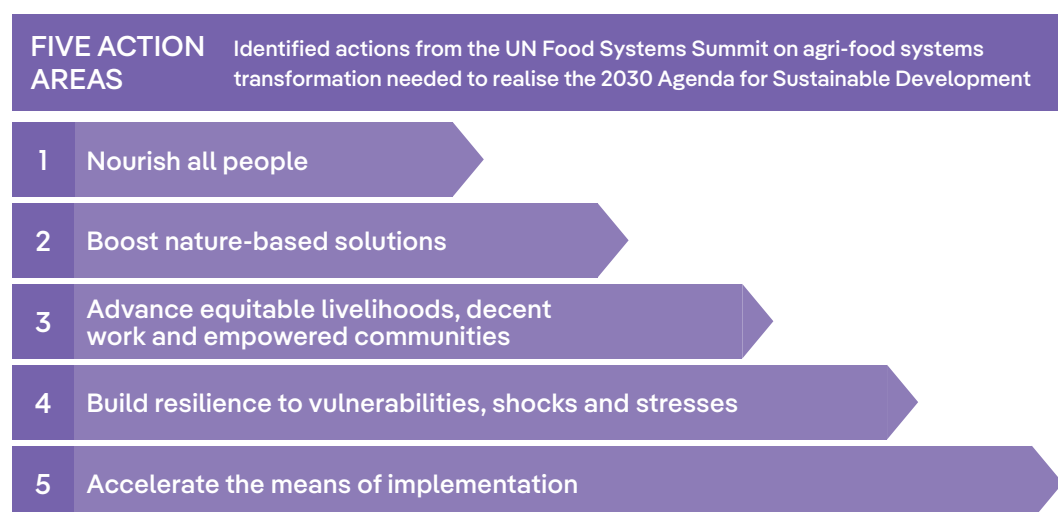 FIVE ACTION
AREAS
Identified actions from the UN Food Systems Summit on agri-food systems
transformation needed to realise the 2030 Agenda for Sustainable Development
1
Nourish all people
2
Boost nature-based solutions
3
Advance equitable livelihoods, decent
work and empowered communities
4
Build resilience to vulnerabilities, shocks and stresses
5
Accelerate the means of implementation